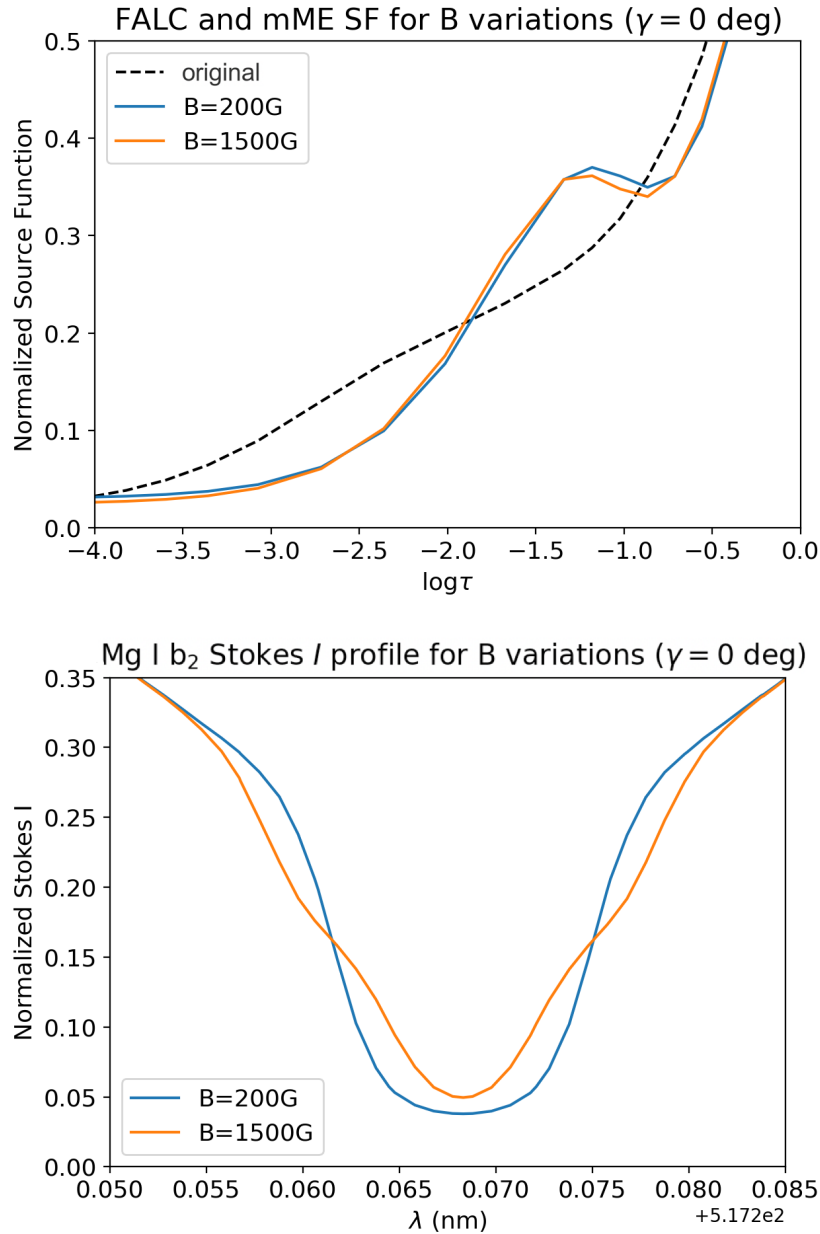 FALC and mME SF for B variations (γ = 0 deg)
Normalized Source Function
0.5
0.4
0.3
0.2
0.1
0.0
original
B=200G
B=1500G
−4.0 −3.5 −3.0 −2.5 −2.0 −1.5 −1.0 −0.5 0.0
logτ
Mg I b₂ Stokes I profile for B variations (γ = 0 deg)
Normalized Stokes I
0.35
0.30
0.25
0.20
0.15
0.10
0.05
0.00
B=200G
B=1500G
0.050 0.055 0.060 0.065 0.070 0.075 0.080 0.085
λ (nm)
+5.172e2